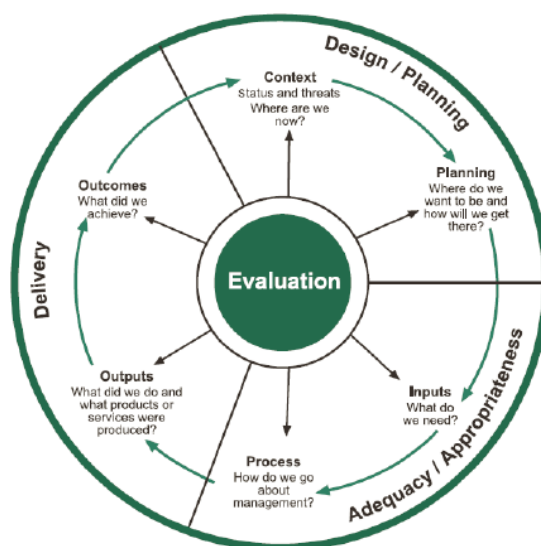 Design / Planning
Context
Status and threats
Where are we
now?
Planning
Where do we
want to be and
how will we get
there?
Outcomes
What did we
achieve?
Delivery
Evaluation
Inputs
What do
we need?
Outputs
What did we do and
what products or
services were
produced?
Process
How do we go
about
management?
Adequacy / Appropriateness